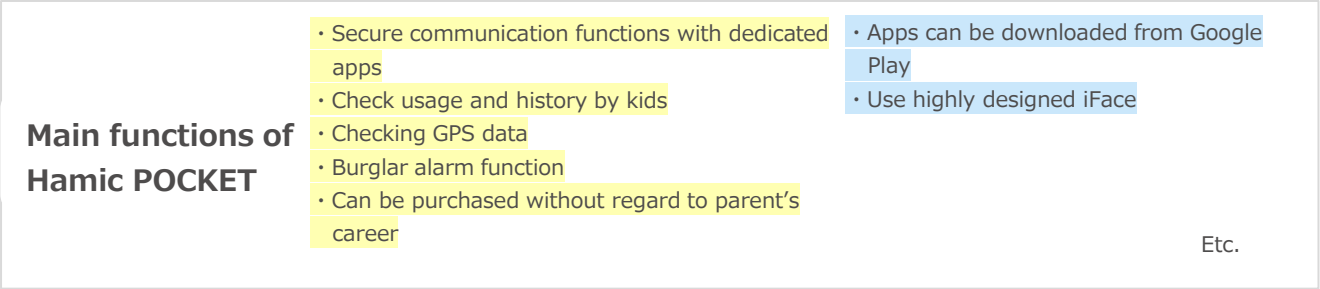 Main functions of
Hamic POCKET
・Secure communication functions with dedicated
apps
・Check usage and history by kids
・Checking GPS data
・Burglar alarm function
・Can be purchased without regard to parent’s
career
・Apps can be downloaded from Google
Play
・Use highly designed iFace
Etc.